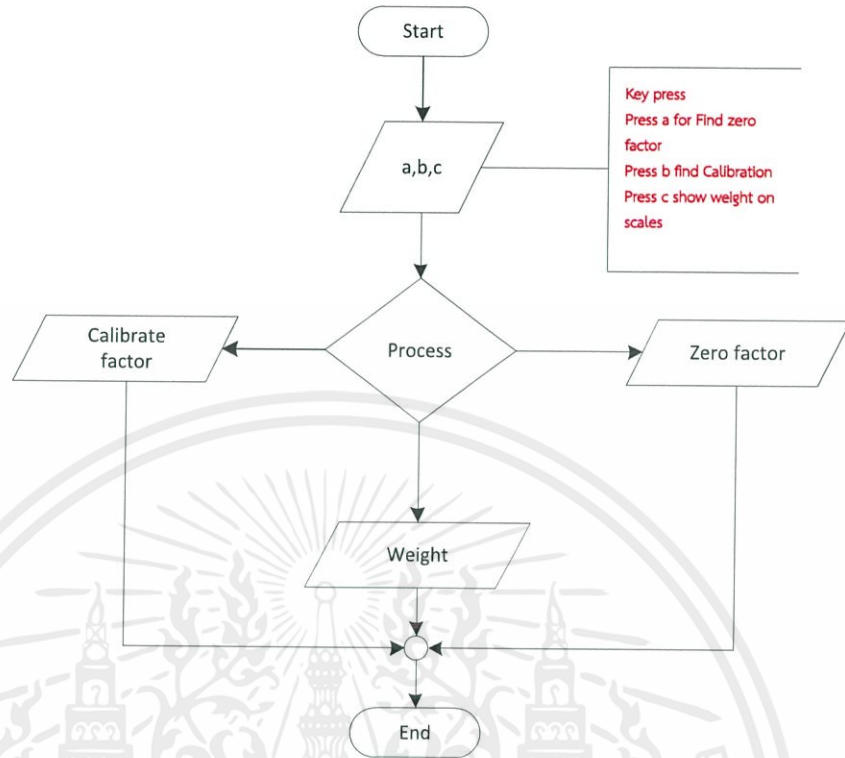 Start
a,b,c
Key press
Press a for Find zero
factor
Press b find Calibration
Press c show weight on
scales
Calibrate
factor
Process
Zero factor
Weight
End